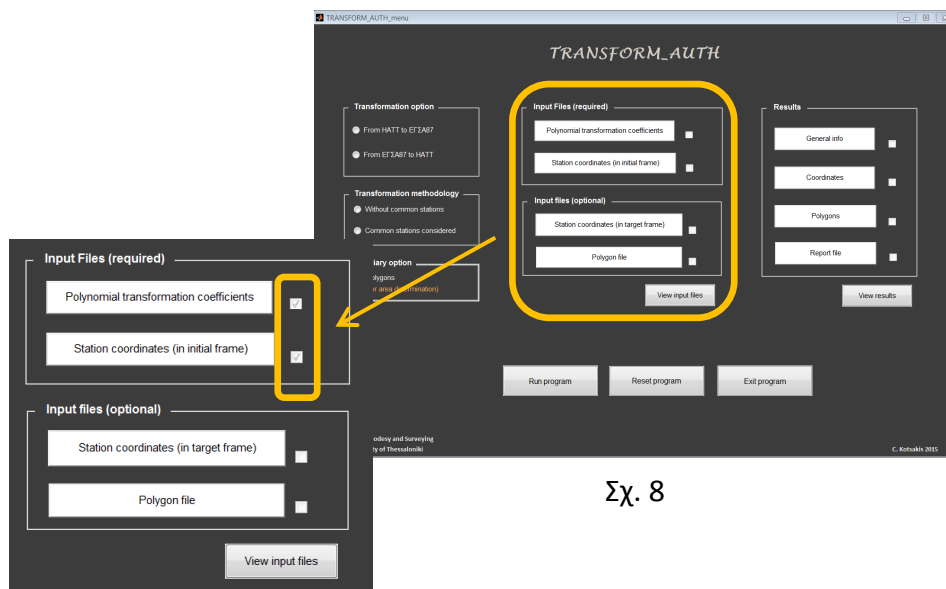 TRANSFORM_AUTH_menu
TRANSFORM_AUTH
Transformation option
From HATT to ΕΓΣΑ87
From ΕΓΣΑ87 to HATT
Transformation methodology
Without common stations
Common stations considered
iary option
olygons
or area determination)
Input Files (required)
Polynomial transformation coefficients
Station coordinates (in initial frame)
Input files (optional)
Station coordinates (in target frame)
Polygon file
View input files
Results
General info
Coordinates
Polygons
Report file
View results
Run program
Reset program
Exit program
odesy and Surveying
ty of Thessaloniki
C. Kotsakis 2015
Input Files (required)
Polynomial transformation coefficients
Station coordinates (in initial frame)
Input files (optional)
Station coordinates (in target frame)
Polygon file
View input files
Σχ. 8